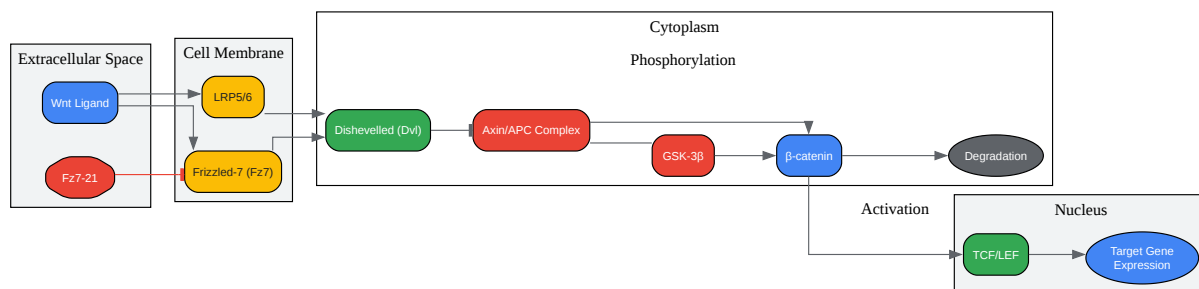 Extracellular Space
Wnt Ligand
Fz7-21
Cell Membrane
LRP5/6
Frizzled-7 (Fz7)
Cytoplasm
Phosphorylation
Dishevelled (Dvl)
Axin/APC Complex
GSK-3β
β-catenin
Degradation
Activation
Nucleus
TCF/LEF
Target Gene
Expression